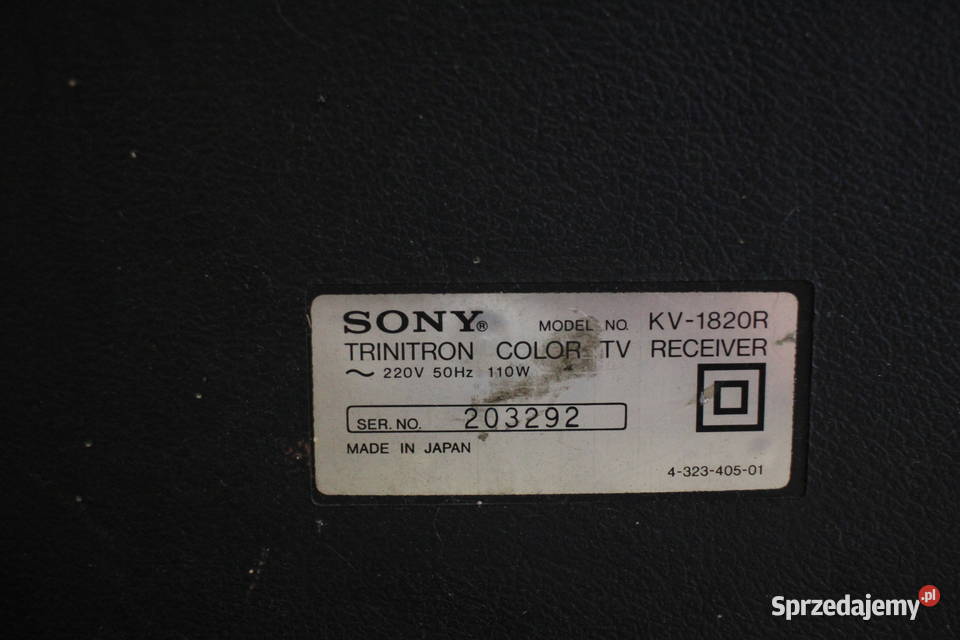 SONY® MODEL NO. KV-1820R
TRINITRON COLOR TV RECEIVER
~ 220V 50Hz 110W
SER. NO. 203292
MADE IN JAPAN
4-323-405-01
Sprzedajemy.pl